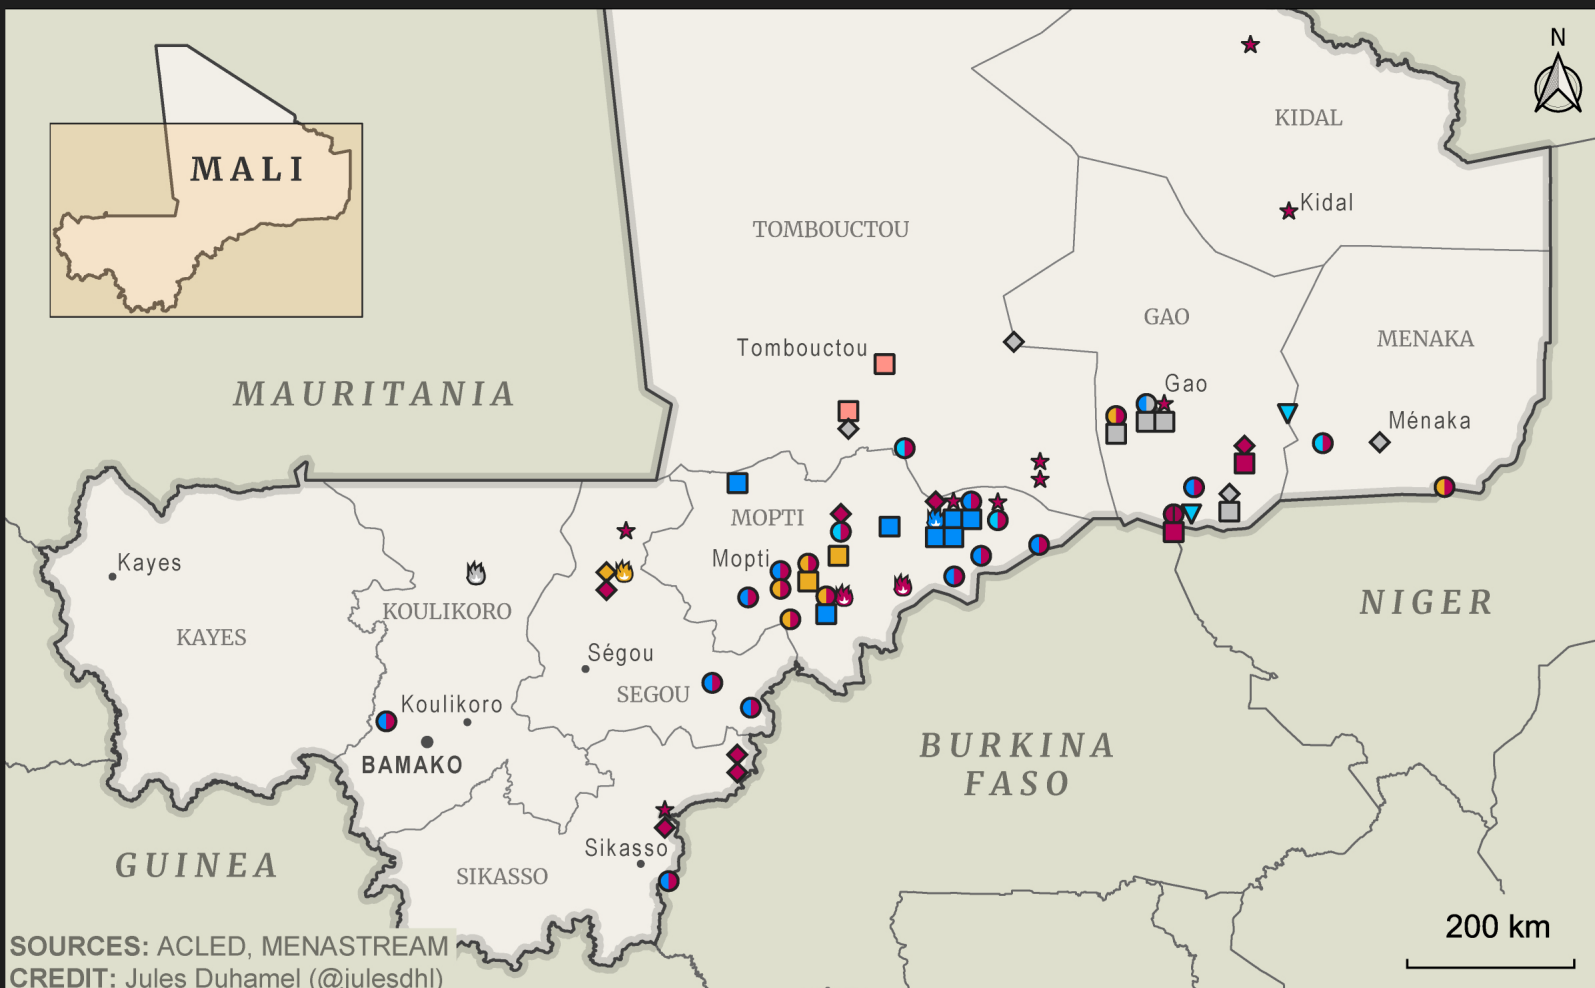 N
KIDAL
MALI
Kidal
TOMBOUCTOU
GAO
MENAKA
Tombouctou
Gao
MAURITANIA
Ménaka
MOPTI
Mopti
Kayes
KOULIKORO
NIGER
KAYES
Ségou
SEGOU
Koulikoro
BAMAKO
BURKINA
FASO
Sikasso
GUINEA
SIKASSO
200 km
SOURCES: ACLED, MENASTREAM
CREDIT: Jules Duhamel (@julesdhl)